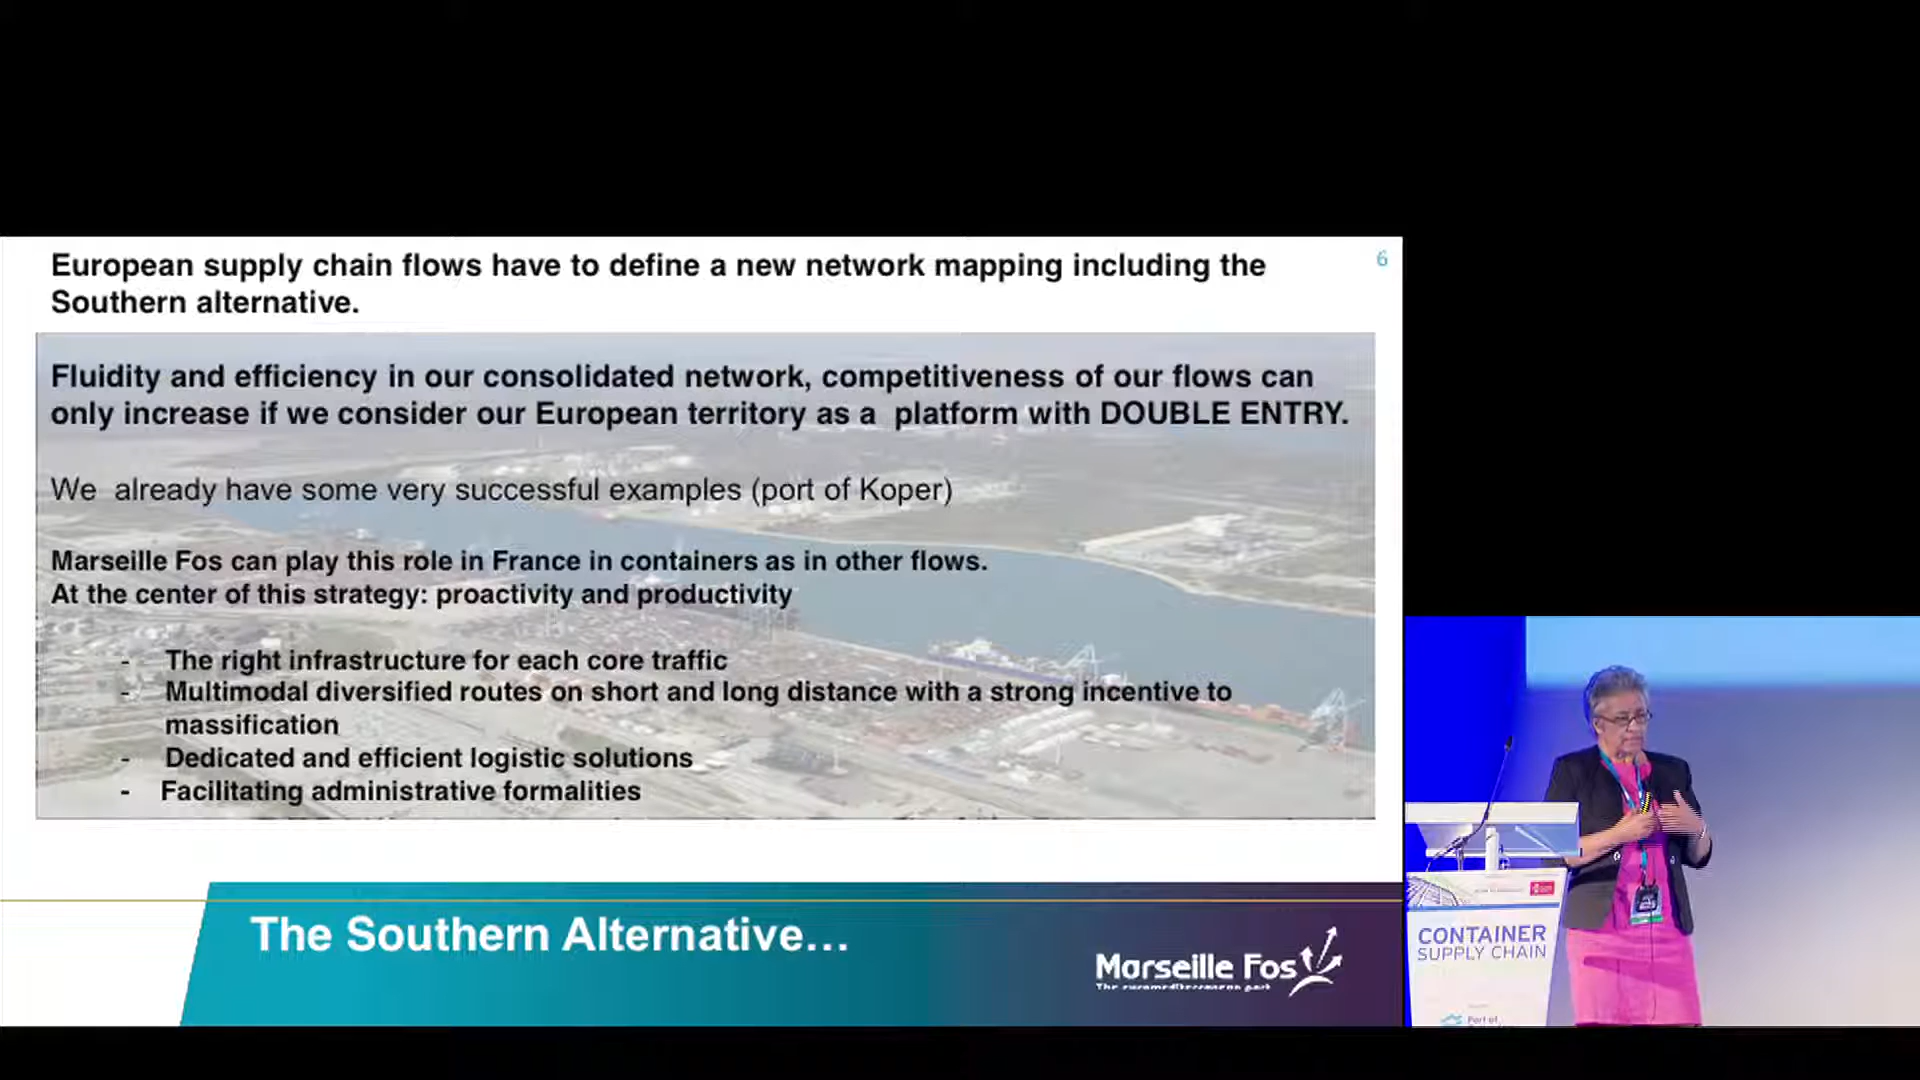 European supply chain flows have to define a new network mapping including the
Southern alternative.
6
Fluidity and efficiency in our consolidated network, competitiveness of our flows can
only increase if we consider our European territory as a platform with DOUBLE ENTRY.
We already have some very successful examples (port of Koper)
Marseille Fos can play this role in France in containers as in other flows.
At the center of this strategy: proactivity and productivity
- The right infrastructure for each core traffic
- Multimodal diversified routes on short and long distance with a strong incentive to
massification
- Dedicated and efficient logistic solutions
- Facilitating administrative formalities
The Southern Alternative...
Marseille Fos
The euromediterranean port
CONTAINER
SUPPLY CHAIN
Port of